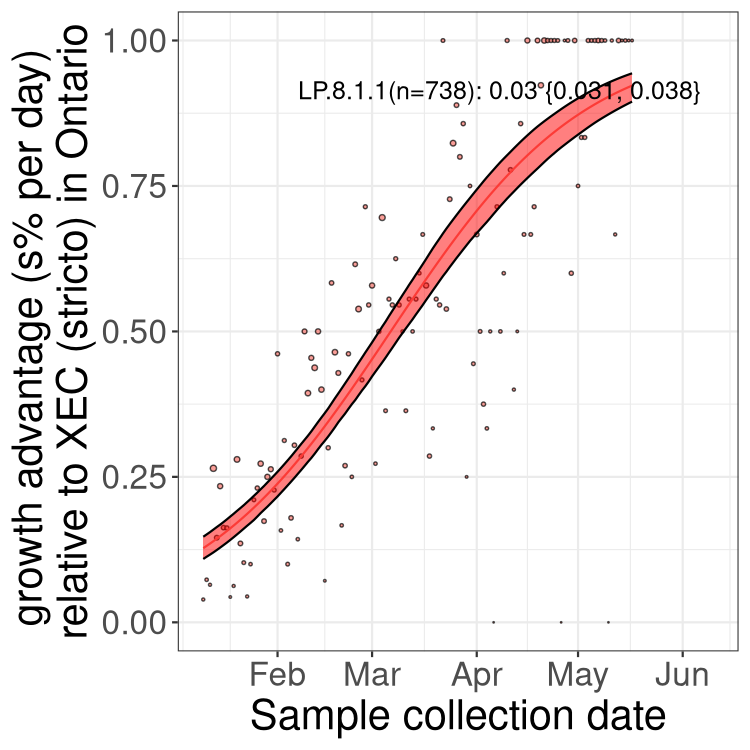 growth advantage (s% per day)
relative to XEC (stricto) in Ontario
1.00
0.75
0.50
0.25
0.00
LP.8.1.1(n=738): 0.03 {0.031, 0.038}
Feb Mar Apr May Jun
Sample collection date